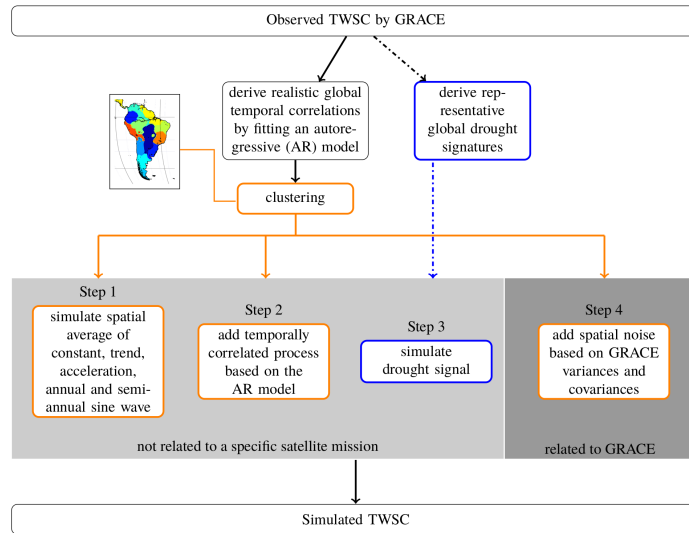 Observed TWSC by GRACE
derive realistic global
temporal correlations
by fitting an autore-
gressive (AR) model
derive rep-
resentative
global drought
signatures
clustering
Step 1
simulate spatial
average of
constant, trend,
acceleration,
annual and semi-
annual sine wave
Step 2
add temporally
correlated process
based on the
AR model
Step 3
simulate
drought signal
Step 4
add spatial noise
based on GRACE
variances and
covariances
not related to a specific satellite mission
related to GRACE
Simulated TWSC